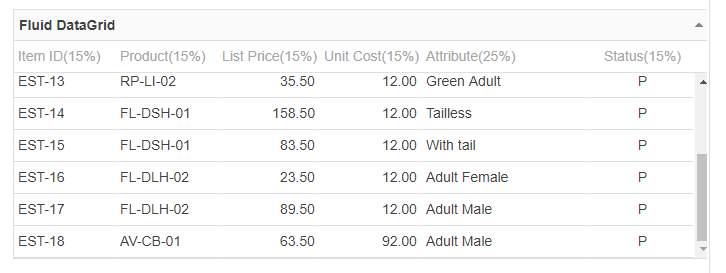 Fluid DataGrid
Item ID(15%) Product(15%) List Price(15%) Unit Cost(15%) Attribute(25%) Status(15%)
EST-13 RP-LI-02 35.50 12.00 Green Adult P
EST-14 FL-DSH-01 158.50 12.00 Tailless P
EST-15 FL-DSH-01 83.50 12.00 With tail P
EST-16 FL-DLH-02 23.50 12.00 Adult Female P
EST-17 FL-DLH-02 89.50 12.00 Adult Male P
EST-18 AV-CB-01 63.50 92.00 Adult Male P